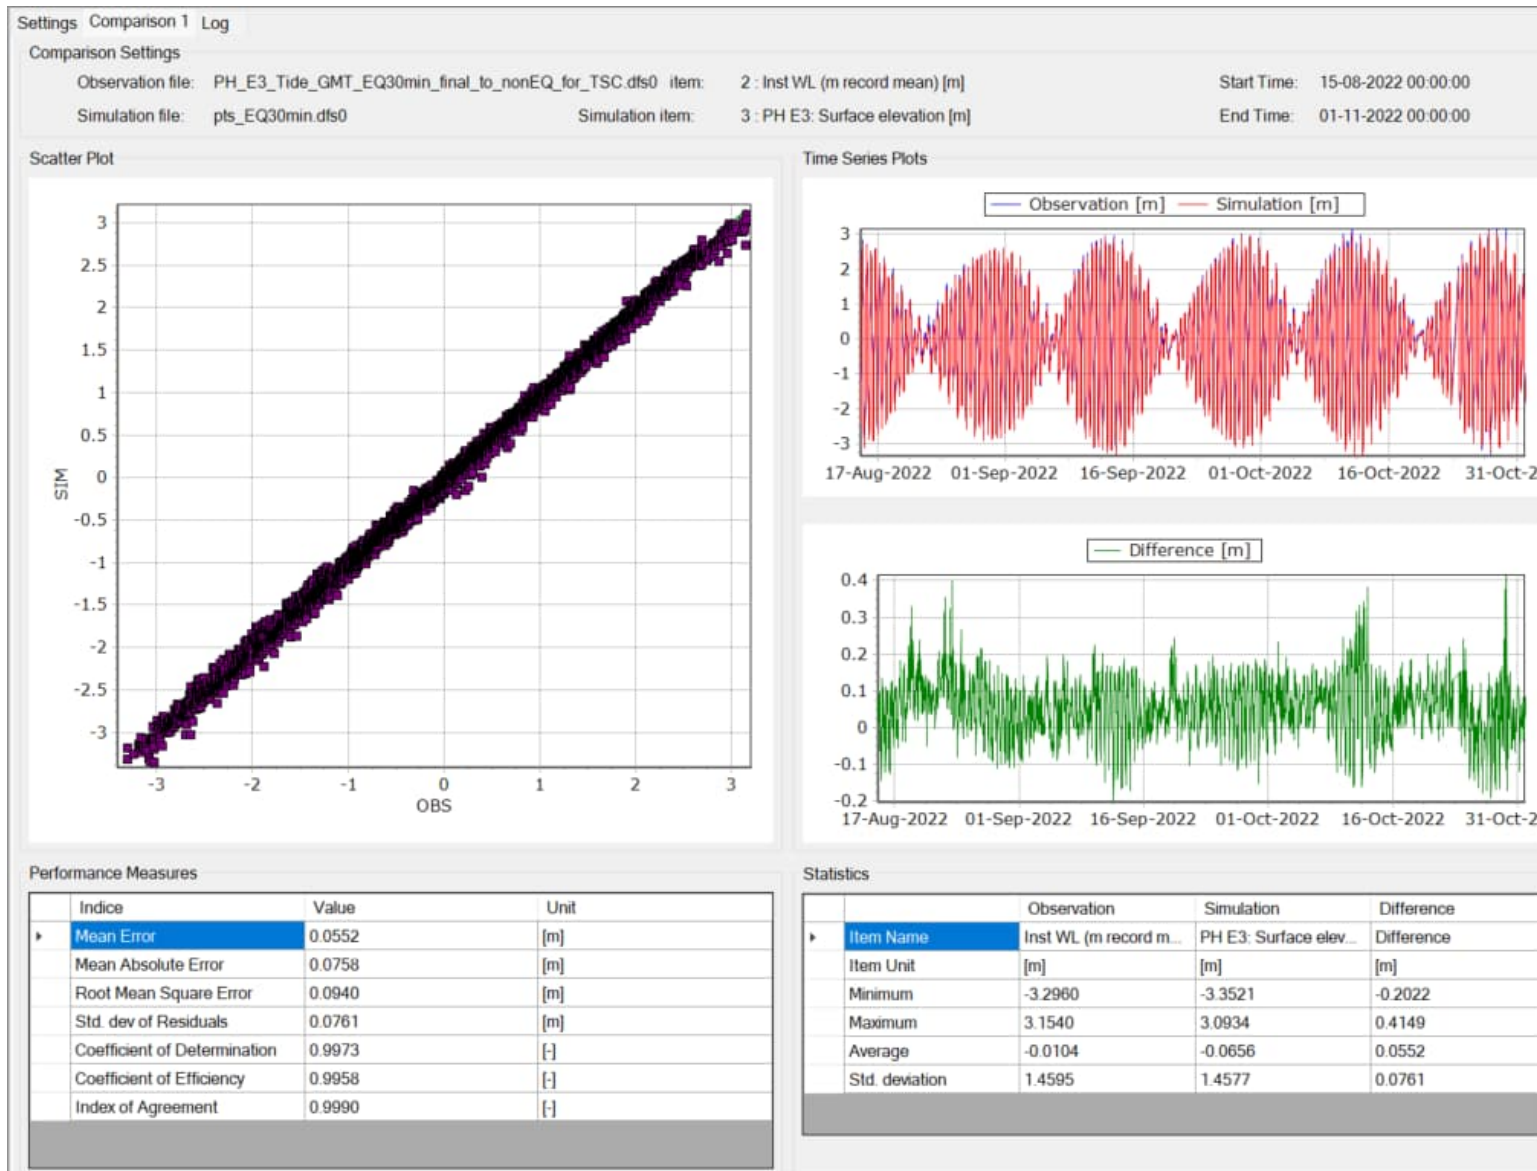 Settings Comparison 1 Log
Comparison Settings
Observation file: PH_E3_Tide_GMT_EQ30min_final_to_nonEQ_for_TSC.dfs0 item: 2 : Inst WL (m record mean) [m] Start Time: 15-08-2022 00:00:00
Simulation file: pts_EQ30min.dfs0 Simulation item: 3 : PH E3: Surface elevation [m] End Time: 01-11-2022 00:00:00
Scatter Plot
3
2.5
2
1.5
1
0.5
0
-0.5
-1
-1.5
-2
-2.5
-3
SIM
-3 -2 -1 0 1 2 3
OBS
Time Series Plots
Observation [m] Simulation [m]
3
2
1
0
-1
-2
-3
17-Aug-2022 01-Sep-2022 16-Sep-2022 01-Oct-2022 16-Oct-2022 31-Oct-2
Difference [m]
0.4
0.3
0.2
0.1
0
-0.1
-0.2
17-Aug-2022 01-Sep-2022 16-Sep-2022 01-Oct-2022 16-Oct-2022 31-Oct-2
Performance Measures
Indice Value Unit
Mean Error 0.0552 [m]
Mean Absolute Error 0.0758 [m]
Root Mean Square Error 0.0940 [m]
Std. dev of Residuals 0.0761 [m]
Coefficient of Determination 0.9973 [-]
Coefficient of Efficiency 0.9958 [-]
Index of Agreement 0.9990 [-]
Statistics
Observation Simulation Difference
Item Name Inst WL (m record m... PH E3: Surface elev... Difference
Item Unit [m] [m] [m]
Minimum -3.2960 -3.3521 -0.2022
Maximum 3.1540 3.0934 0.4149
Average -0.0104 -0.0656 0.0552
Std. deviation 1.4595 1.4577 0.0761